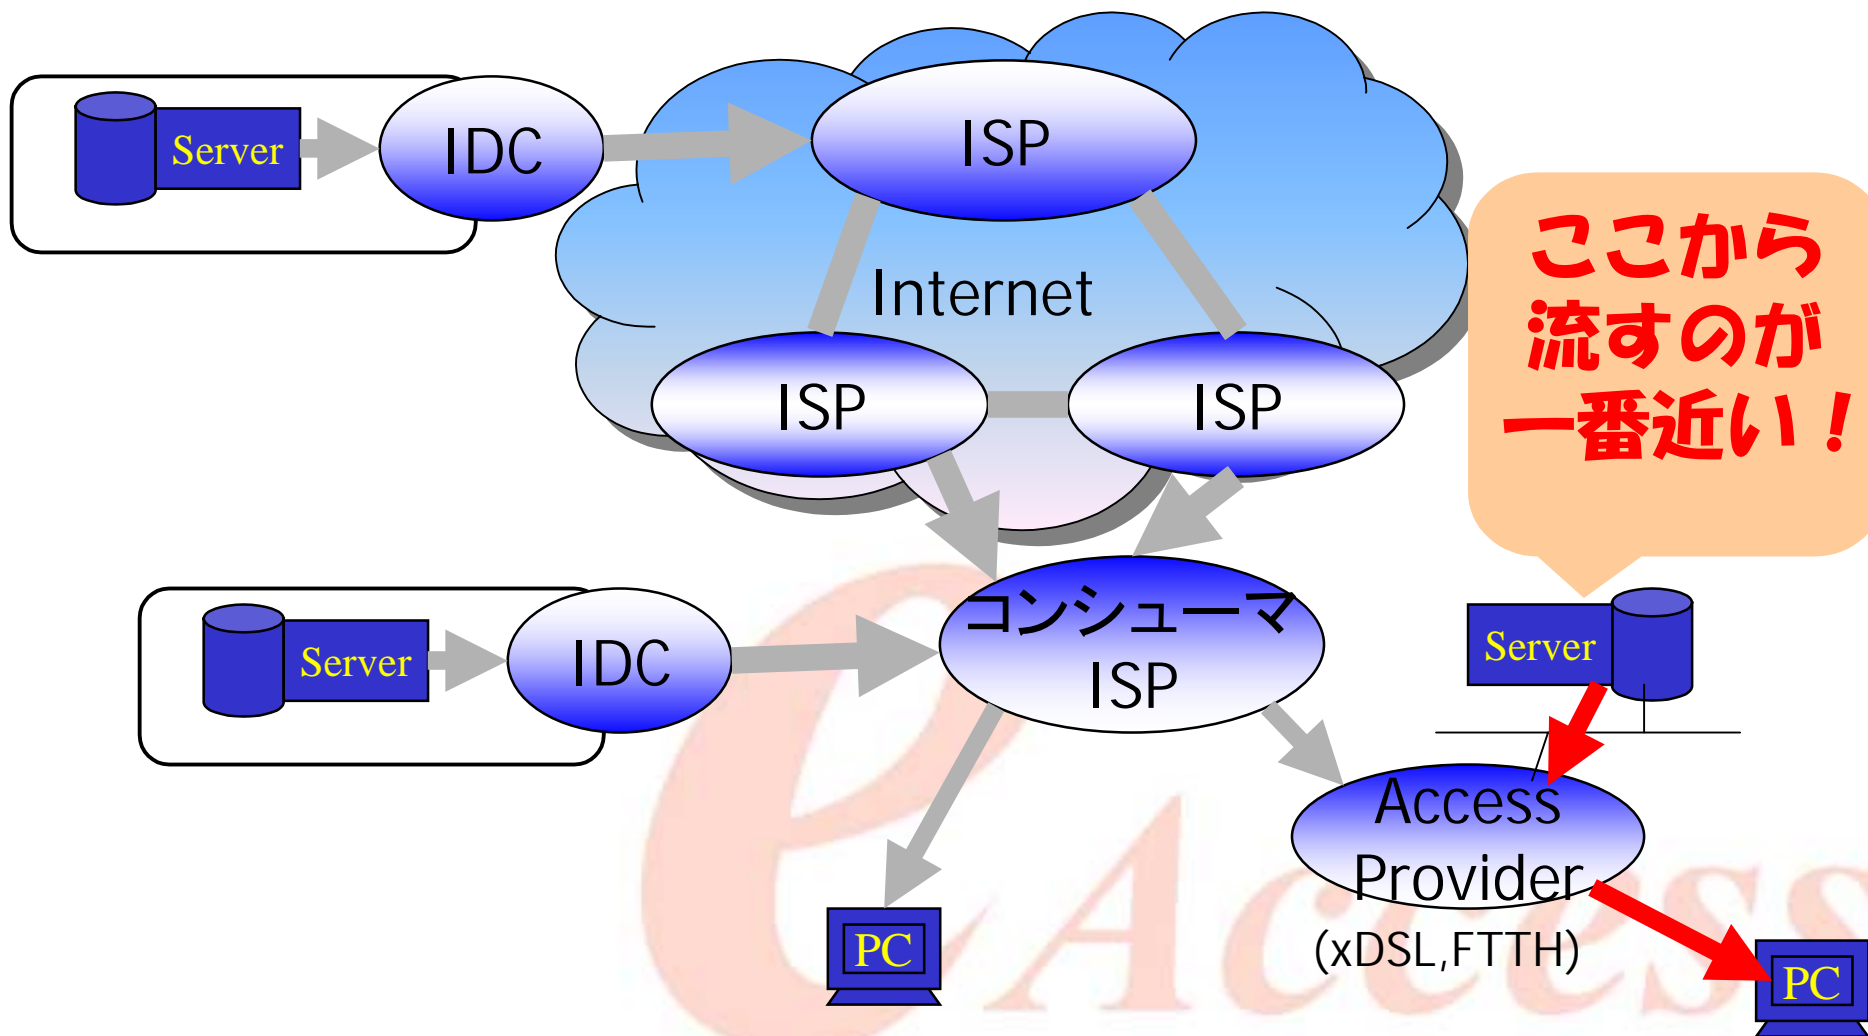 Server
IDC
ISP
Internet
ISP
ISP
ここから
流すのが
一番近い！
Server
IDC
コンシューマ
ISP
Server
Access
Provider
(xDSL,FTTH)
PC
PC
eAccess